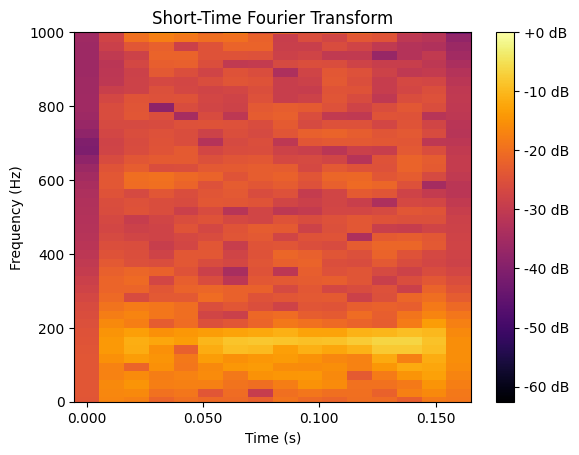 Short-Time Fourier Transform
1000
800
600
400
200
0
Frequency (Hz)
0.000
0.050
0.100
0.150
Time (s)
+0 dB
-10 dB
-20 dB
-30 dB
-40 dB
-50 dB
-60 dB